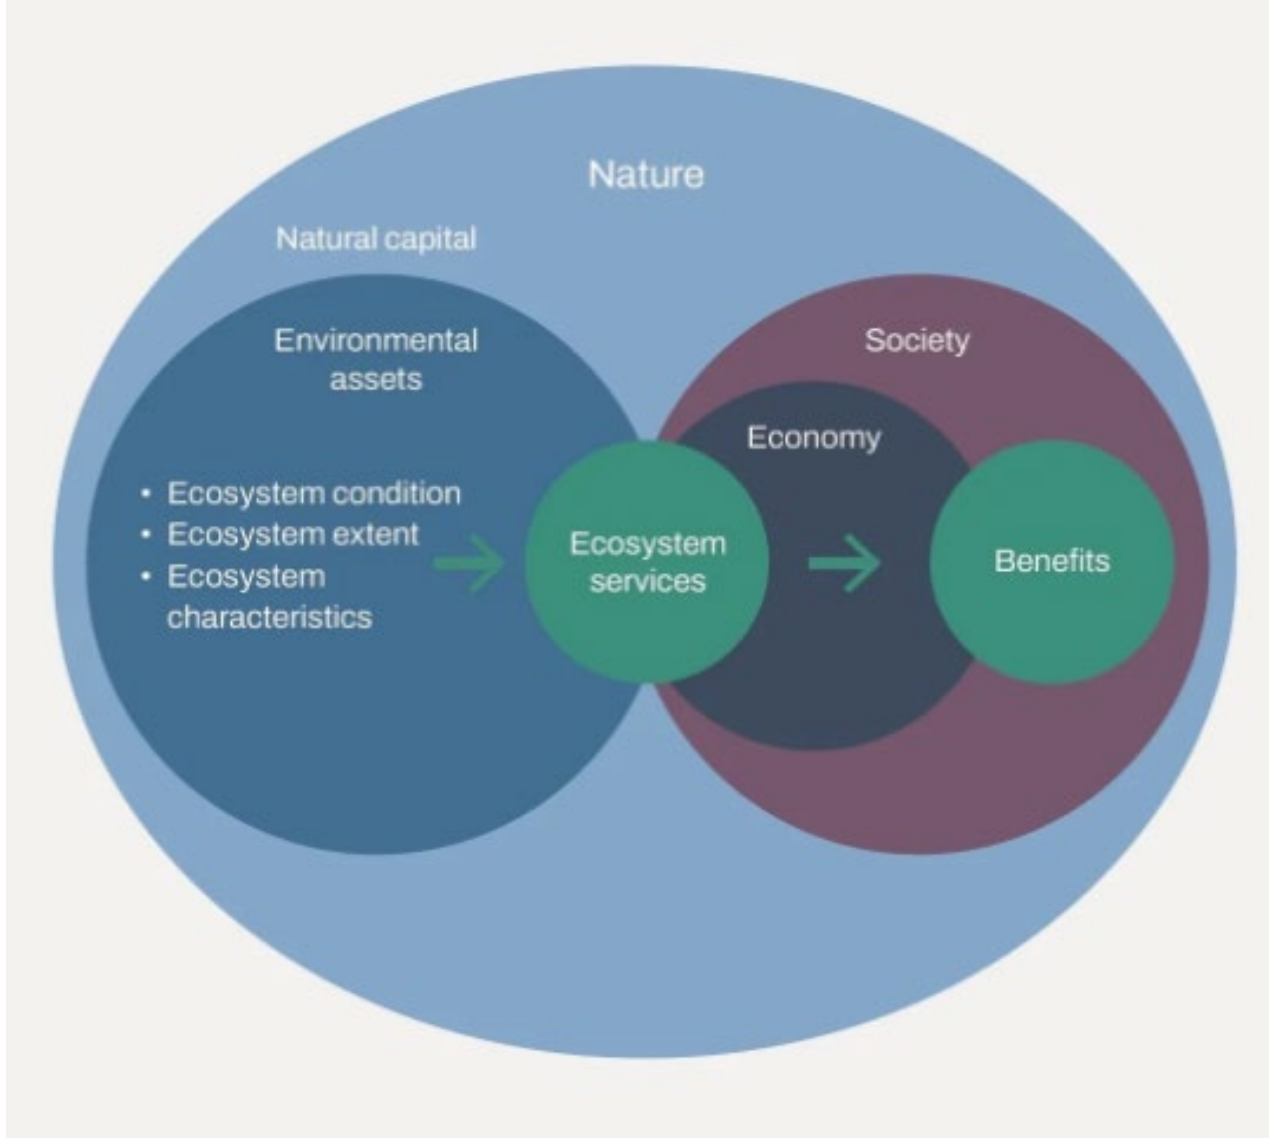 Nature
Natural capital
Environmental
assets
• Ecosystem condition
• Ecosystem extent
• Ecosystem
characteristics
Ecosystem
services
Society
Economy
Benefits